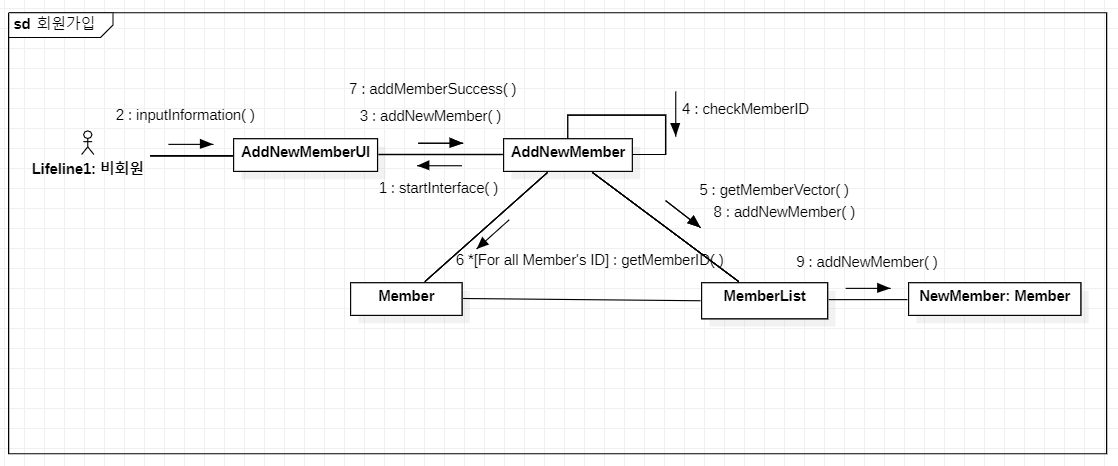 sd 회원가입
7 : addMemberSuccess( )
2 : inputInformation( )
3 : addNewMember( )
4 : checkMemberID
AddNewMemberUI
AddNewMember
Lifeline1: 비회원
1 : startInterface( )
5 : getMemberVector( )
8 : addNewMember( )
6 *[For all Member's ID] : getMemberID( )
9 : addNewMember( )
Member
MemberList
NewMember: Member